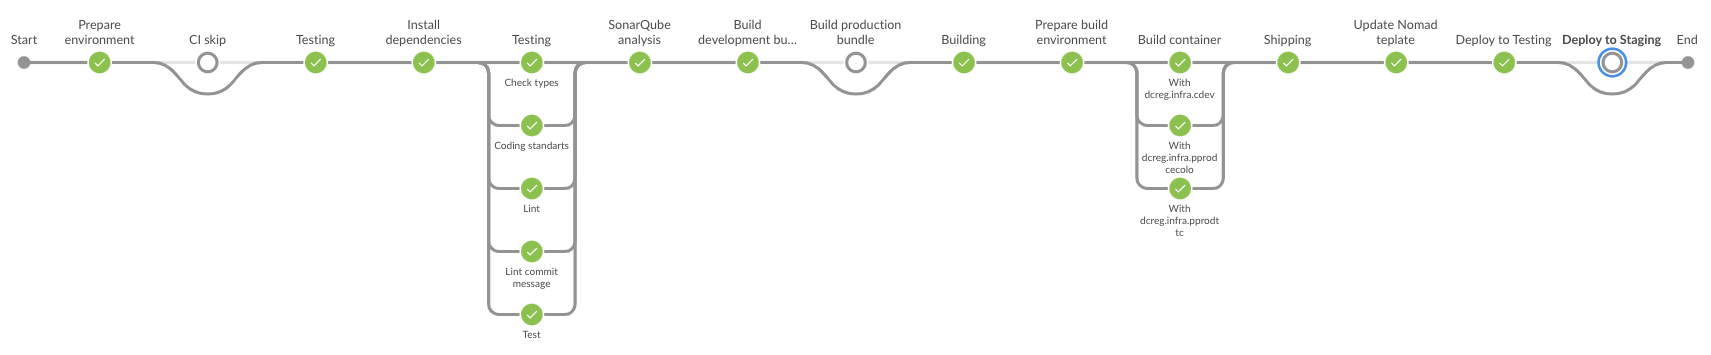 Start
Prepare
environment
CI skip
Testing
Install
dependencies
Testing
SonarQube
analysis
Build
development bu...
Build production
bundle
Building
Prepare build
environment
Build container
Shipping
Update Nomad
teplate
Deploy to Testing
Deploy to Staging
End
Check types
Coding standarts
Lint
Lint commit
message
Test
With
dcreg.infra.cdev
With
dcreg.infra.pprod
cecolo
With
dcreg.infra.pprodt
tc